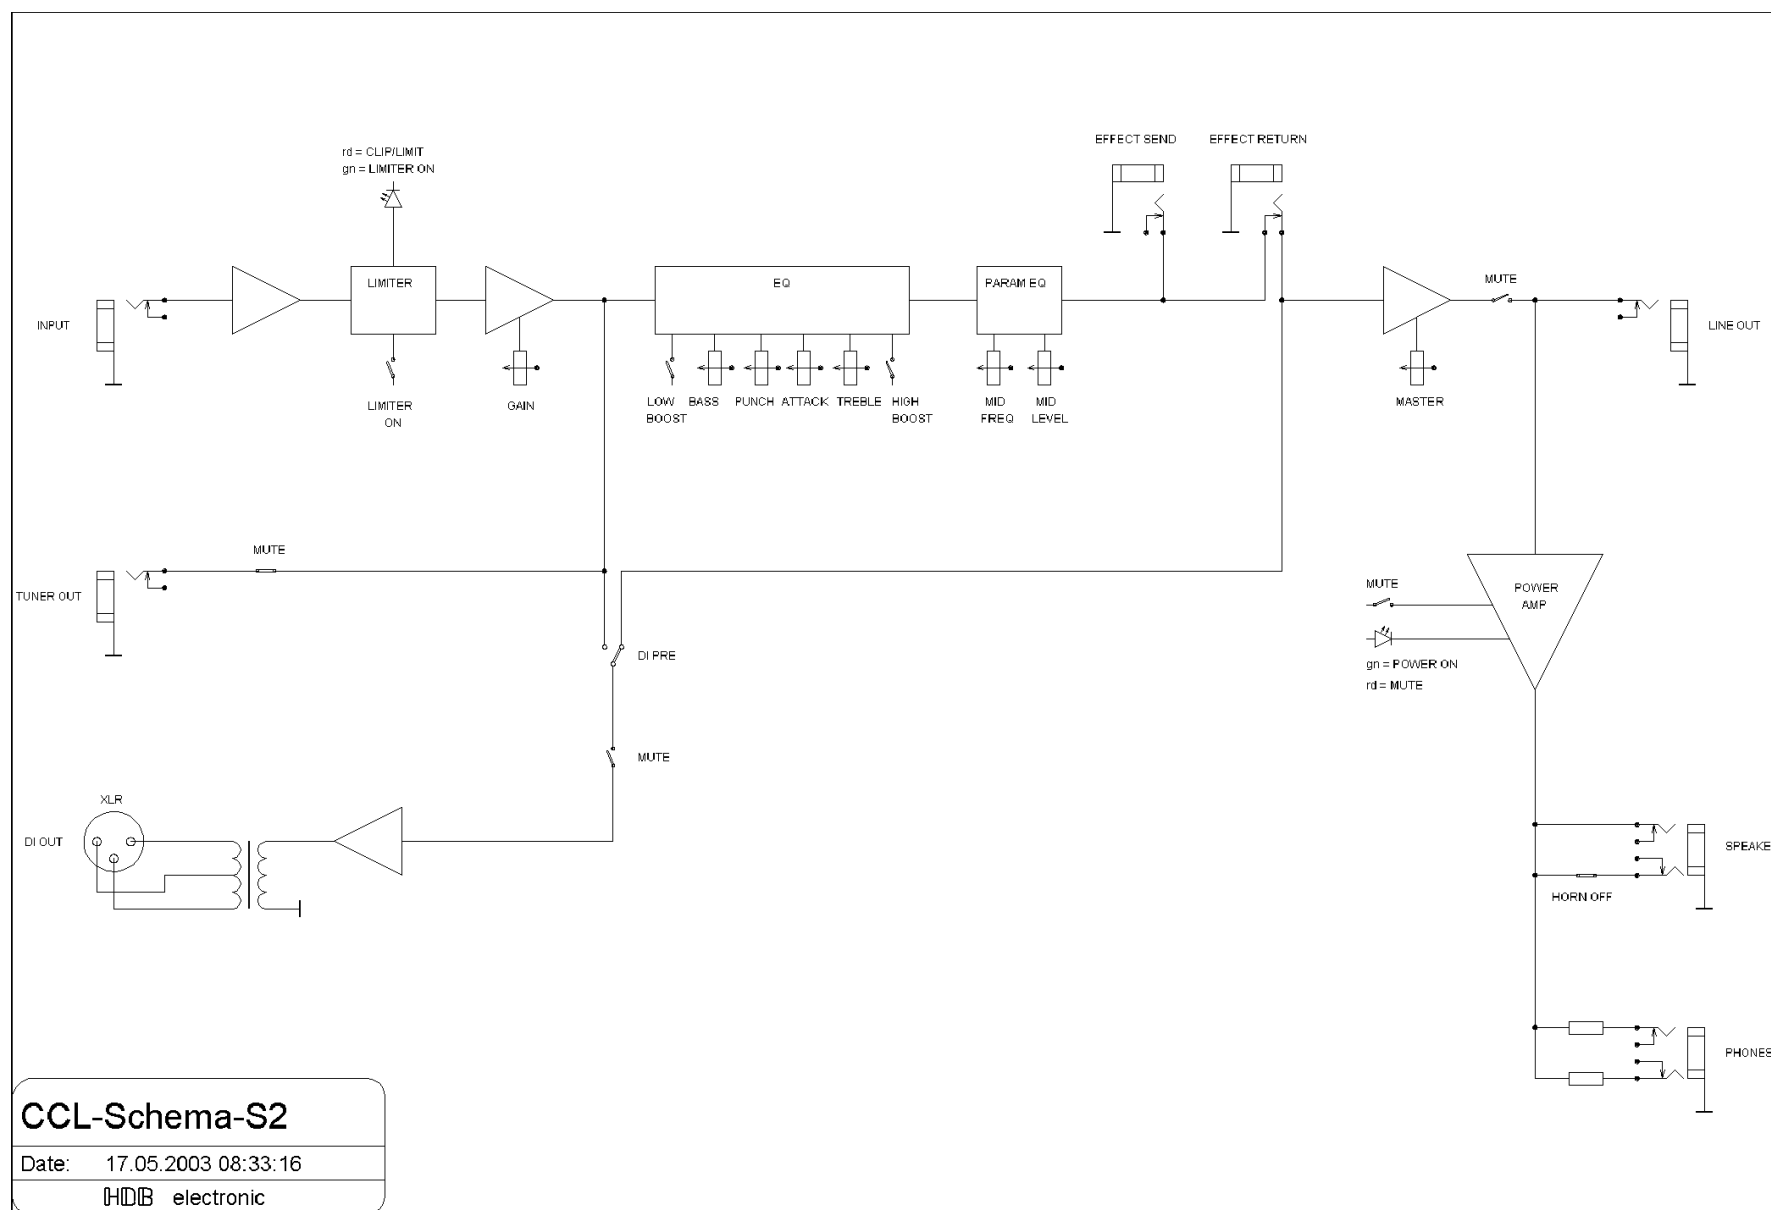 EFFECT SEND
EFFECT RETURN
rd = CLIP/LIMIT
gn = LIMITER ON
LIMITER
EQ
PARAM EQ
MUTE
INPUT
LINE OUT
LIMITER
ON
GAIN
LOW
BOOST
BASS
PUNCH
ATTACK
TREBLE
HIGH
BOOST
MID
FREQ
MID
LEVEL
MASTER
MUTE
TUNER OUT
MUTE
POWER
AMP
gn = POWER ON
rd = MUTE
DI PRE
MUTE
XLR
DI OUT
SPEAKE
HORN OFF
PHONES
CCL-Schema-S2
Date: 17.05.2003 08:33:16
HDB electronic